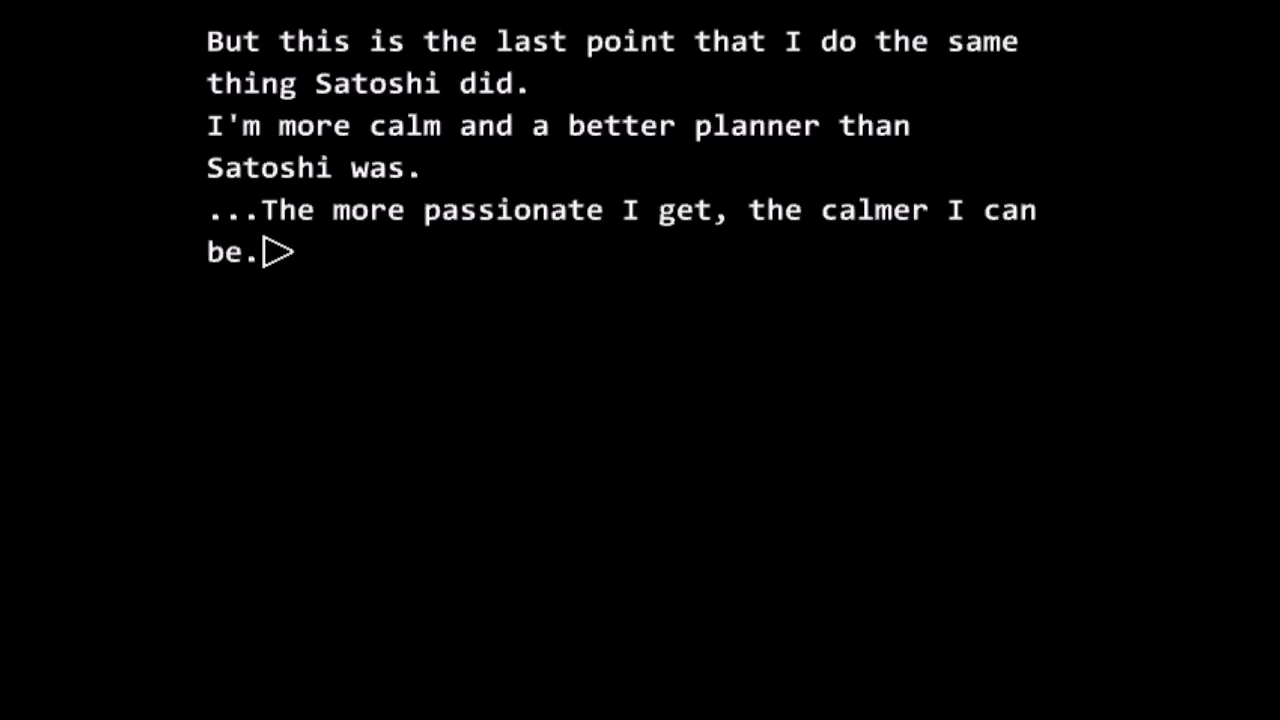 But this is the last point that I do the same
thing Satoshi did.
I'm more calm and a better planner than
Satoshi was.
...The more passionate I get, the calmer I can
be.